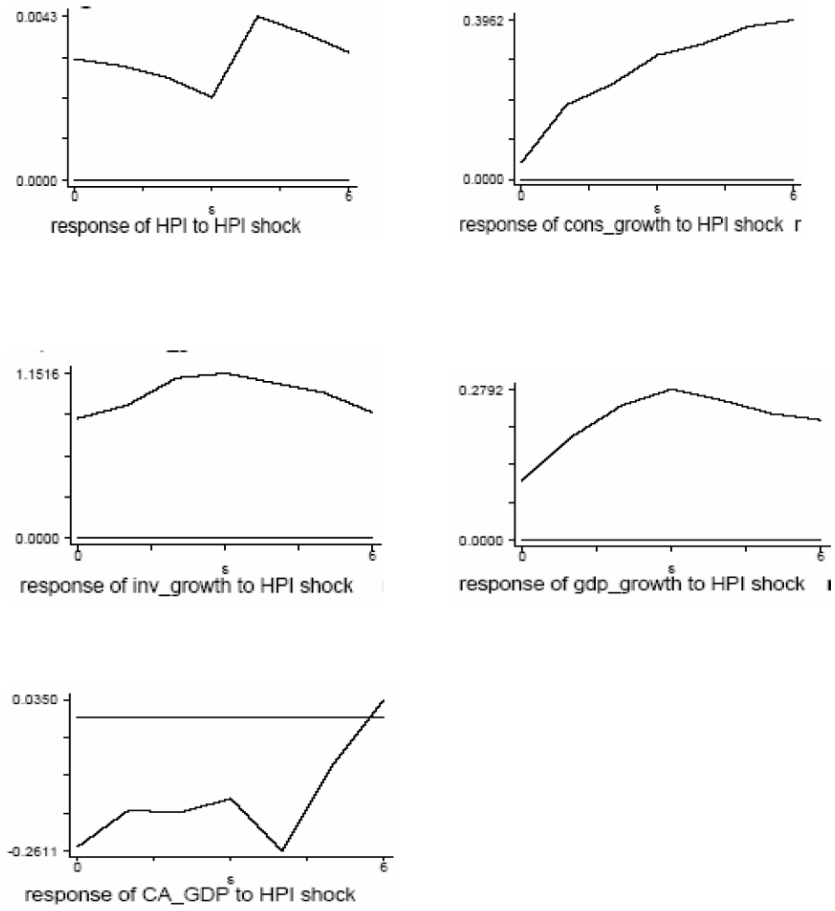 0.0043
0.0000
0
6
s
response of HPI to HPI shock
0.3962
0.0000
0
6
s
response of cons_growth to HPI shock r
1.1516
0.0000
0
6
s
response of inv_growth to HPI shock
0.2792
0.0000
0
6
s
response of gdp_growth to HPI shock
0.0350
-0.2611
0
6
s
response of CA_GDP to HPI shock